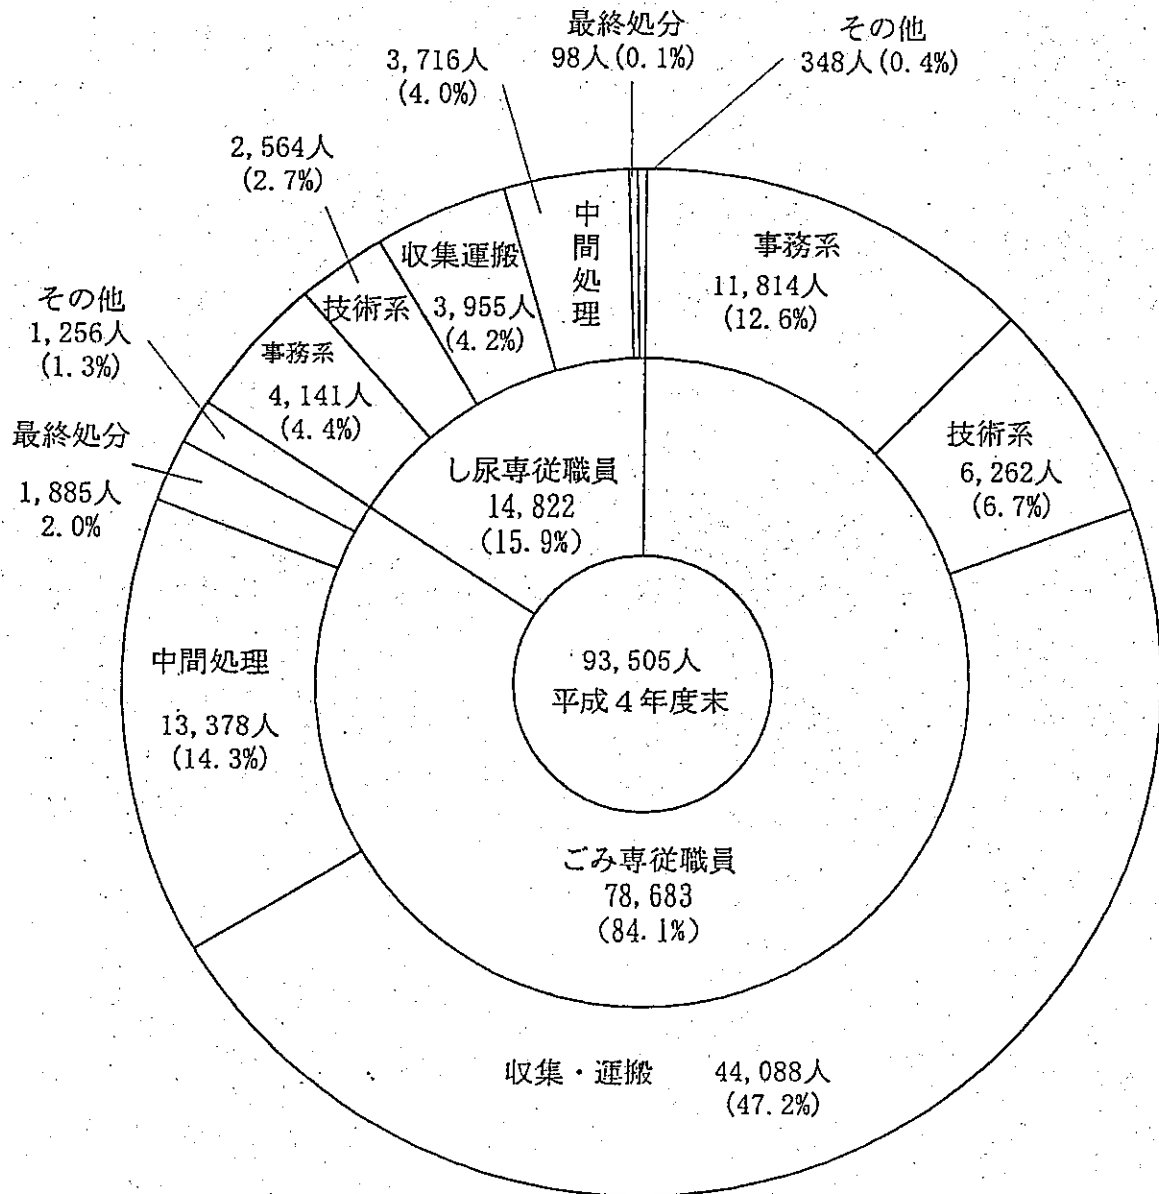 最終処分
98人(0.1%)
その他
348人(0.4%)
3,716人
(4.0%)
中間処理
2,564人
(2.7%)
技術系
収集運搬
3,955人
(4.2%)
事務系
11,814人
(12.6%)
技術系
6,262人
(6.7%)
その他
1,256人
(1.3%)
事務系
4,141人
(4.4%)
最終処分
1,885人
2.0%
し尿専従職員
14,822
(15.9%)
93,505人
平成4年度末
中間処理
13,378人
(14.3%)
ごみ専従職員
78,683
(84.1%)
収集・運搬 44,088人
(47.2%)